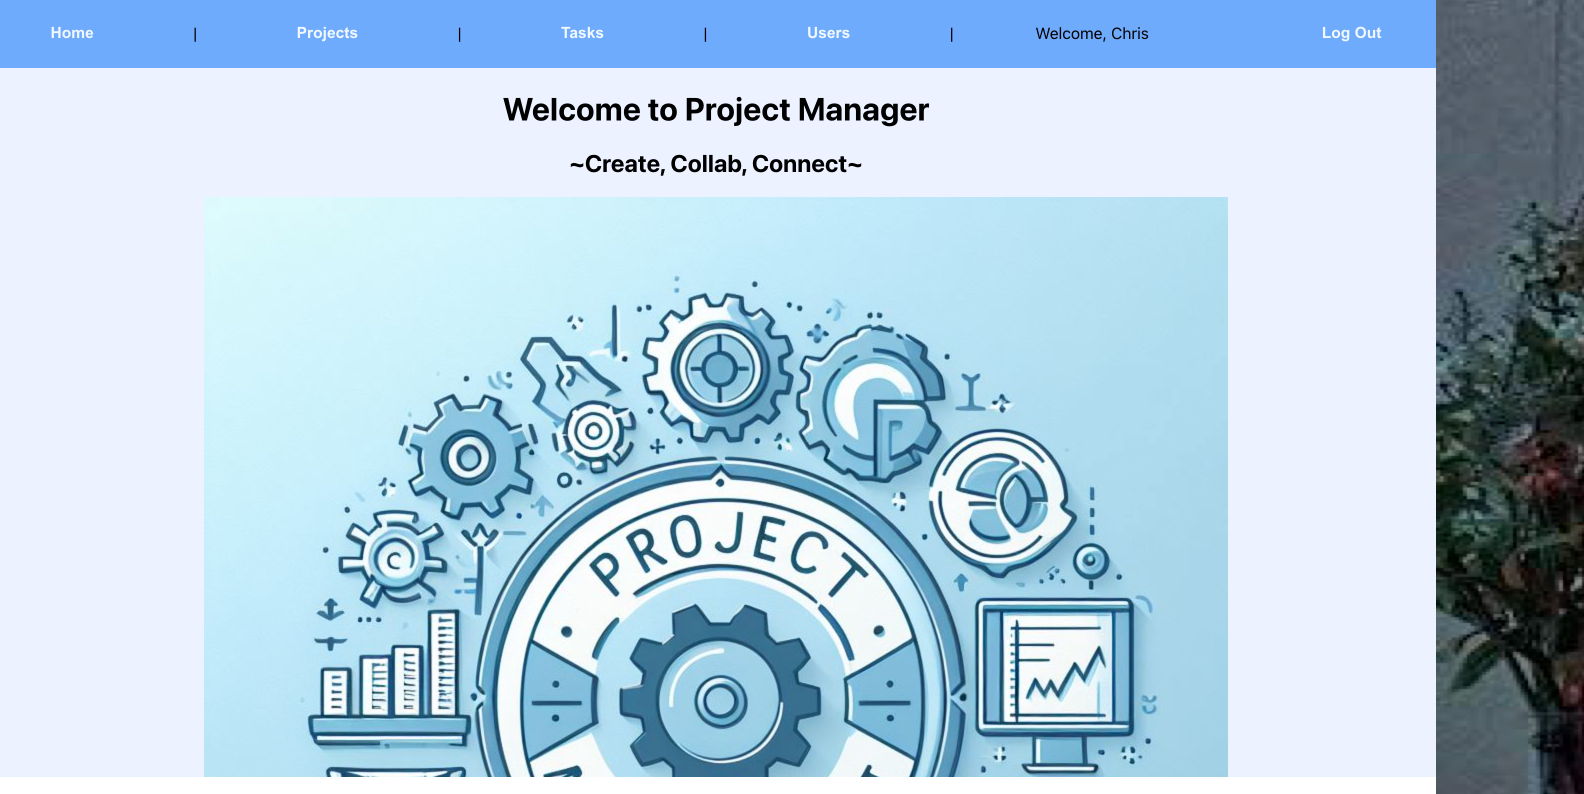 Home | Projects | Tasks | Users | Welcome, Chris Log Out
Welcome to Project Manager
~Create, Collab, Connect~
PROJECT